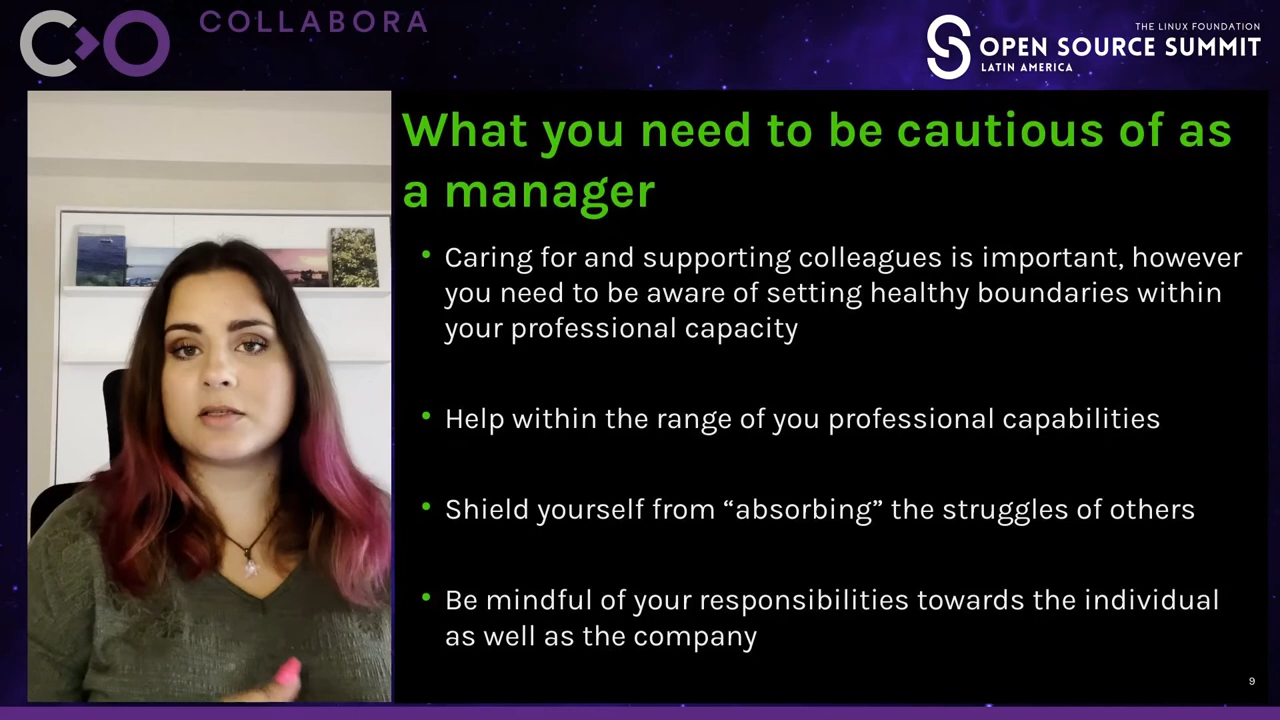 COLLABORA
THE LINUX FOUNDATION
OPEN SOURCE SUMMIT
LATIN AMERICA
What you need to be cautious of as
a manager
• Caring for and supporting colleagues is important, however
you need to be aware of setting healthy boundaries within
your professional capacity
• Help within the range of you professional capabilities
• Shield yourself from “absorbing” the struggles of others
• Be mindful of your responsibilities towards the individual
as well as the company
9